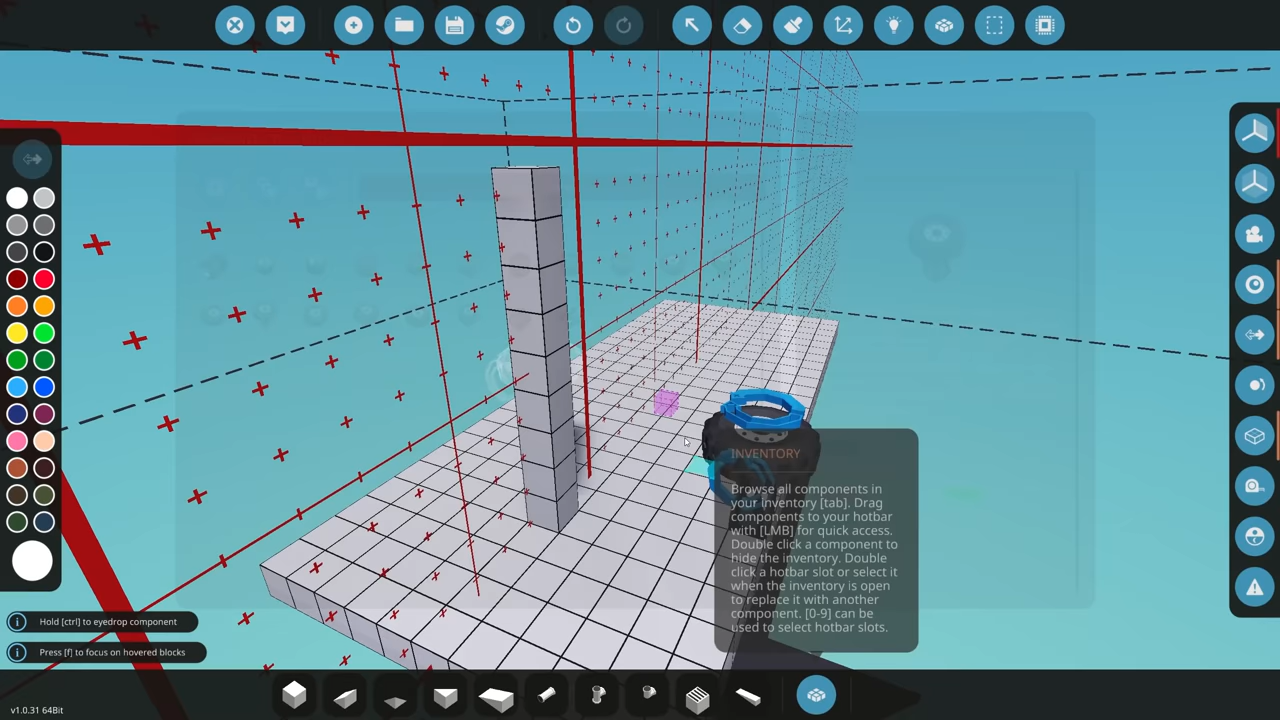 INVENTORY
Browse all components in
your inventory [tab]. Drag
components to your hotbar
with [LMB] for quick access.
Double click a component to
hide the inventory. Double
click a hotbar slot or select it
when the inventory is open
to replace it with another
component. [0-9] can be
used to select hotbar slots.
Hold [ctrl] to eyedrop component
Press [f] to focus on hovered blocks
v1.0.31 64Bit